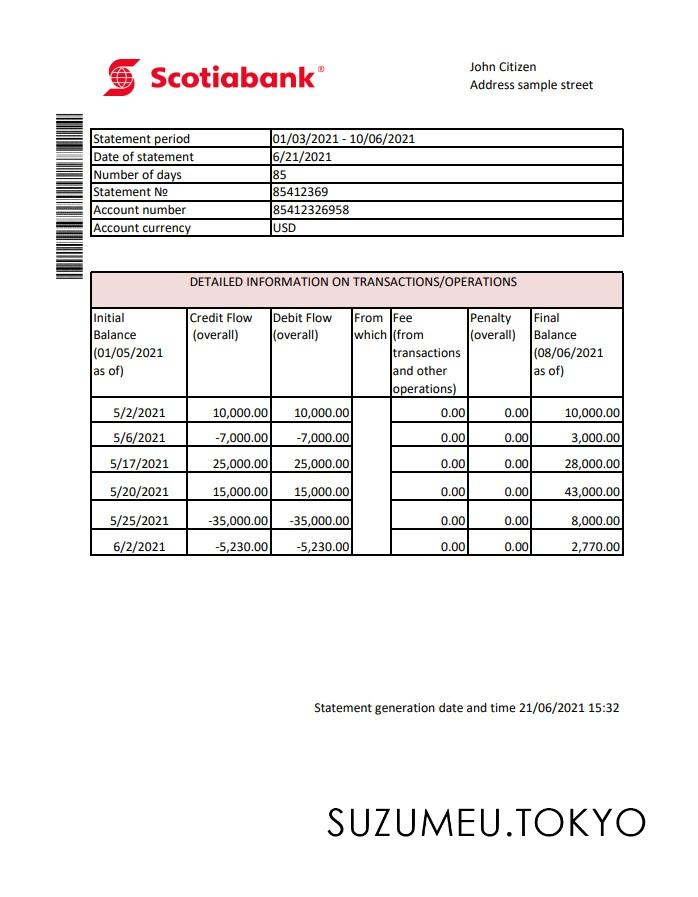 Scotiabank®
John Citizen
Address sample street
Statement period 01/03/2021 - 10/06/2021
Date of statement 6/21/2021
Number of days 85
Statement № 85412369
Account number 85412326958
Account currency USD
DETAILED INFORMATION ON TRANSACTIONS/OPERATIONS
Initial Credit Flow Debit Flow From Fee Penalty Final
Balance (overall) (overall) which (from (overall) Balance
(01/05/2021 transactions (08/06/2021
as of) and other as of)
operations)
5/2/2021 10,000.00 10,000.00 0.00 0.00 10,000.00
5/6/2021 -7,000.00 -7,000.00 0.00 0.00 3,000.00
5/17/2021 25,000.00 25,000.00 0.00 0.00 28,000.00
5/20/2021 15,000.00 15,000.00 0.00 0.00 43,000.00
5/25/2021 -35,000.00 -35,000.00 0.00 0.00 8,000.00
6/2/2021 -5,230.00 -5,230.00 0.00 0.00 2,770.00
Statement generation date and time 21/06/2021 15:32
SUZUMEU.TOKYO